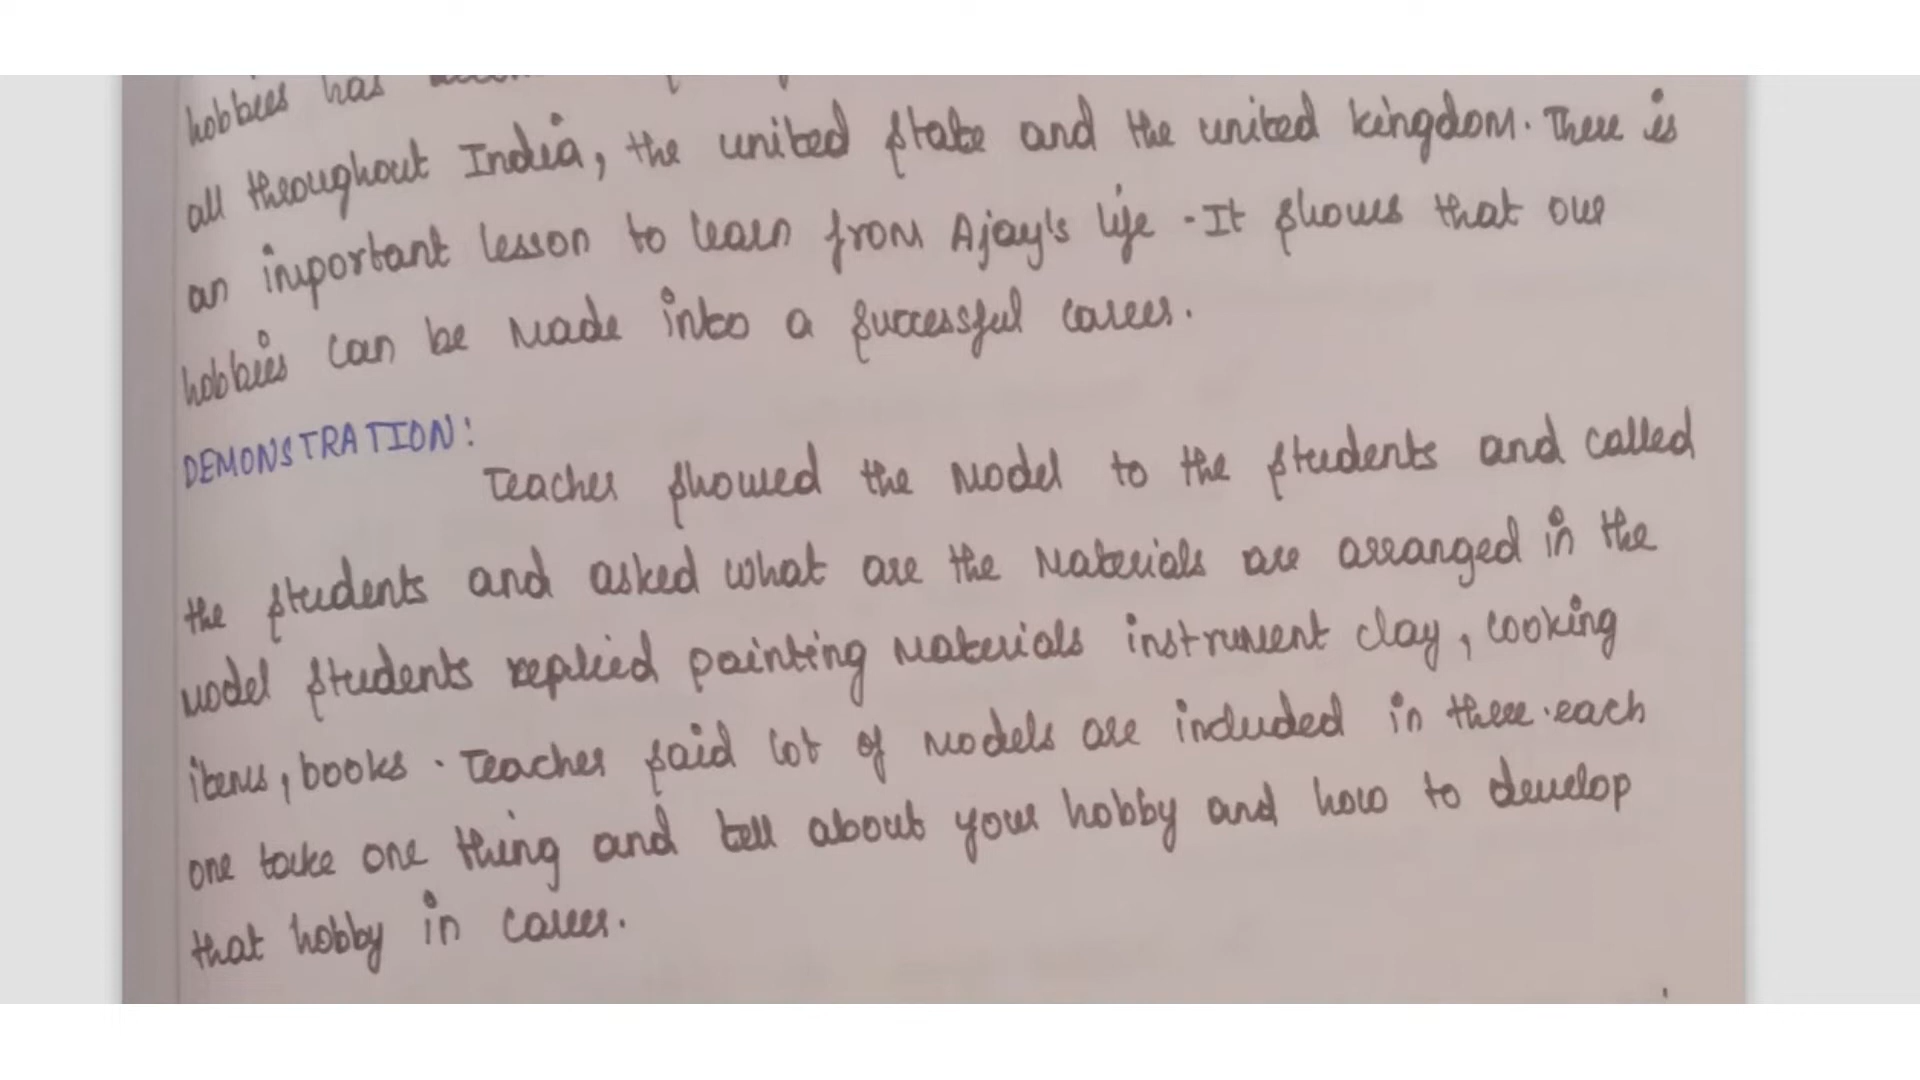 hobbies has
all throughout India, the united state and the united kingdom. There is
an important lesson to learn from Ajay's life. It shows that our
hobbies can be made into a successful career.
DEMONSTRATION:
Teacher showed the model to the students and called
the students and asked what are the materials are arranged in the
model students replied painting materials instrument clay, cooking
items, books. Teacher said lot of models are included in there. each
one take one thing and tell about your hobby and how to develop
that hobby in career.